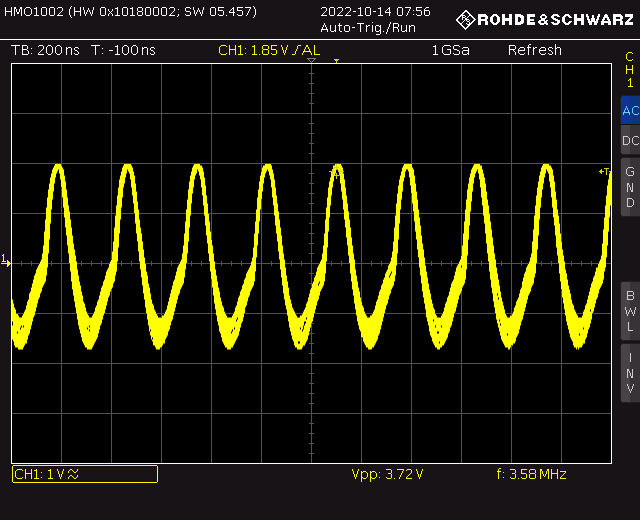 HMO1002 (HW 0x10180002; SW 05.457)
2022-10-14 07:56
Auto-Trig./Run
ROHDE&SCHWARZ
TB: 200 ns T: -100 ns CH1: 1.85 V / AL 1 GSa Refresh
CH1
AC
DC
GND
BWL
INV
1
T
CH1: 1 V ≈
Vpp: 3.72 V
f: 3.58 MHz